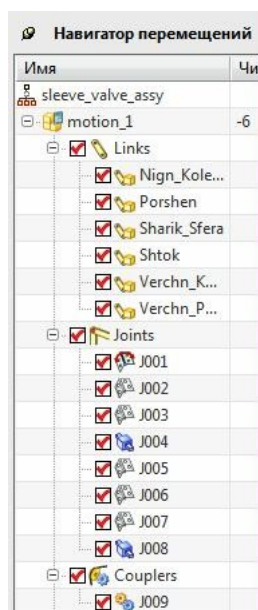 Навигатор перемещений
Имя Чи
sleeve_valve_assy
motion_1 -6
Links
Nign_Kole...
Porshen
Sharik_Sfera
Shtok
Verchn_K...
Verchn_P...
Joints
J001
J002
J003
J004
J005
J006
J007
J008
Couplers
J009